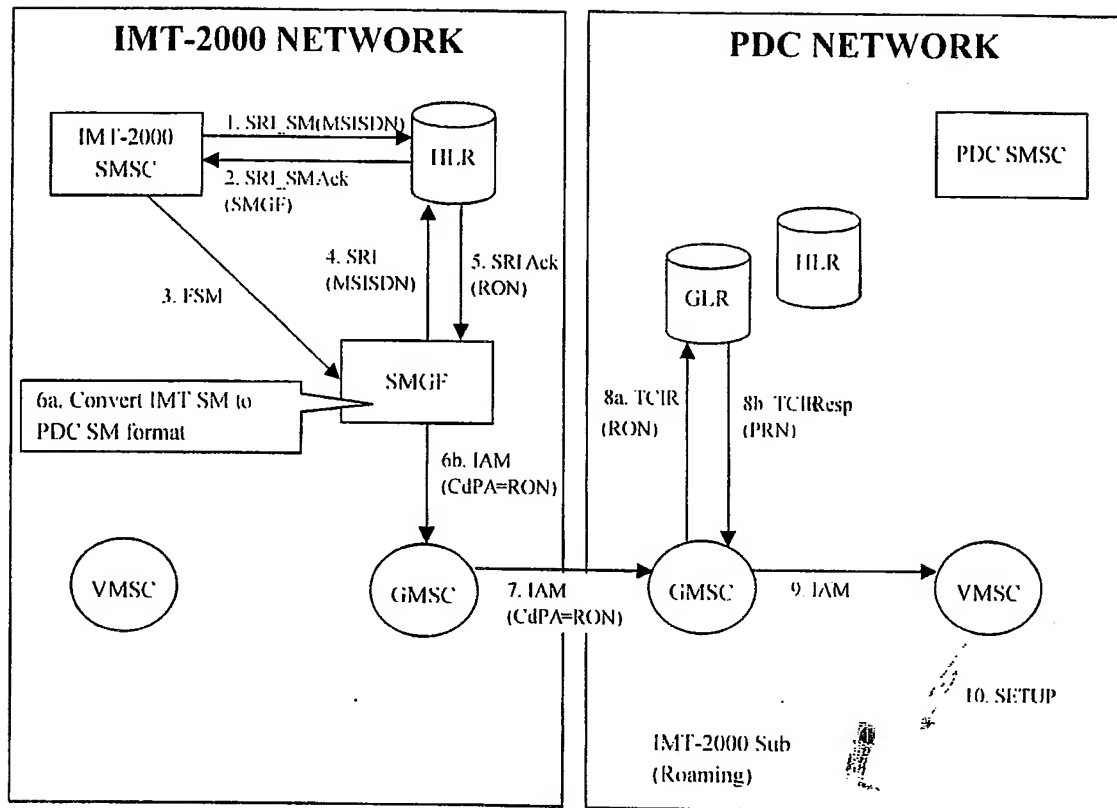 IMT-2000 NETWORK
PDC NETWORK
IMT-2000
SMSC
1. SRI_SM(MSISDN)
2. SRI_SMAck
(SMGF)
HLR
PDC SMSC
3. FSM
4. SRI
(MSISDN)
5. SRI Ack
(RON)
GLR
HLR
SMGF
6a. Convert IMT SM to
PDC SM format
6b. IAM
(CdPA=RON)
8a. TCIR
(RON)
8b. TCIRResp
(PRN)
VMSC
GMSC
7. IAM
(CdPA=RON)
GMSC
9. IAM
VMSC
10. SETUP
IMT-2000 Sub
(Roaming)